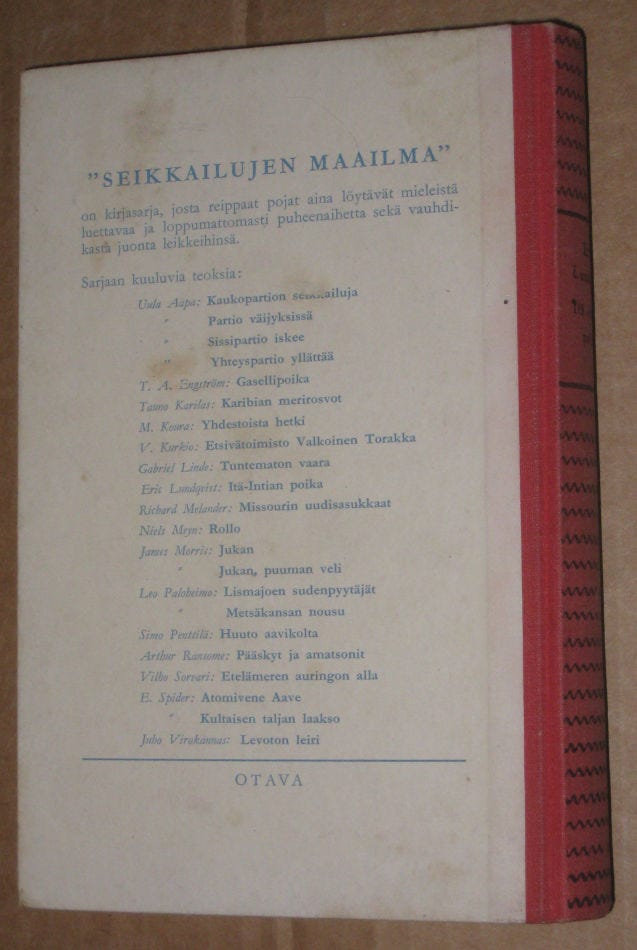 "SEIKKAILUJEN MAAILMA"
on kirjasarja, josta reippaat pojat aina löytävät mieleistä
luettavaa ja loppumattomasti puheenaihetta sekä vauhdi-
kasta juonta leikkeihinsä.
Sarjaan kuuluvia teoksia:
Uula Aapa: Kaukopartion seikkailuja
" Partio väijyksissä
" Sissipartio iskee
" Yhteyspartio yllättää
T. A. Engström: Gasellipoika
Tauno Karilas: Karibian merirosvot
M. Koura: Yhdestoista hetki
V. Kurkio: Etsivätoimisto Valkoinen Torakka
Gabriel Linde: Tuntematon vaara
Eric Lundqvist: Itä-Intian poika
Richard Melander: Missourin uudisasukkaat
Niels Meyn: Rollo
James Morris: Jukan
" Jukan, puuman veli
Leo Paloheimo: Lismajoen sudenpyytäjät
" Metsäkansan nousu
Simo Penttilä: Huuto aavikolta
Arthur Ransome: Pääskyt ja amatsonit
Vilho Sorvari: Etelämeren auringon alla
E. Spider: Atomivene Aave
" Kultaisen taljan laakso
Juho Virokannas: Levoton leiri
OTAVA